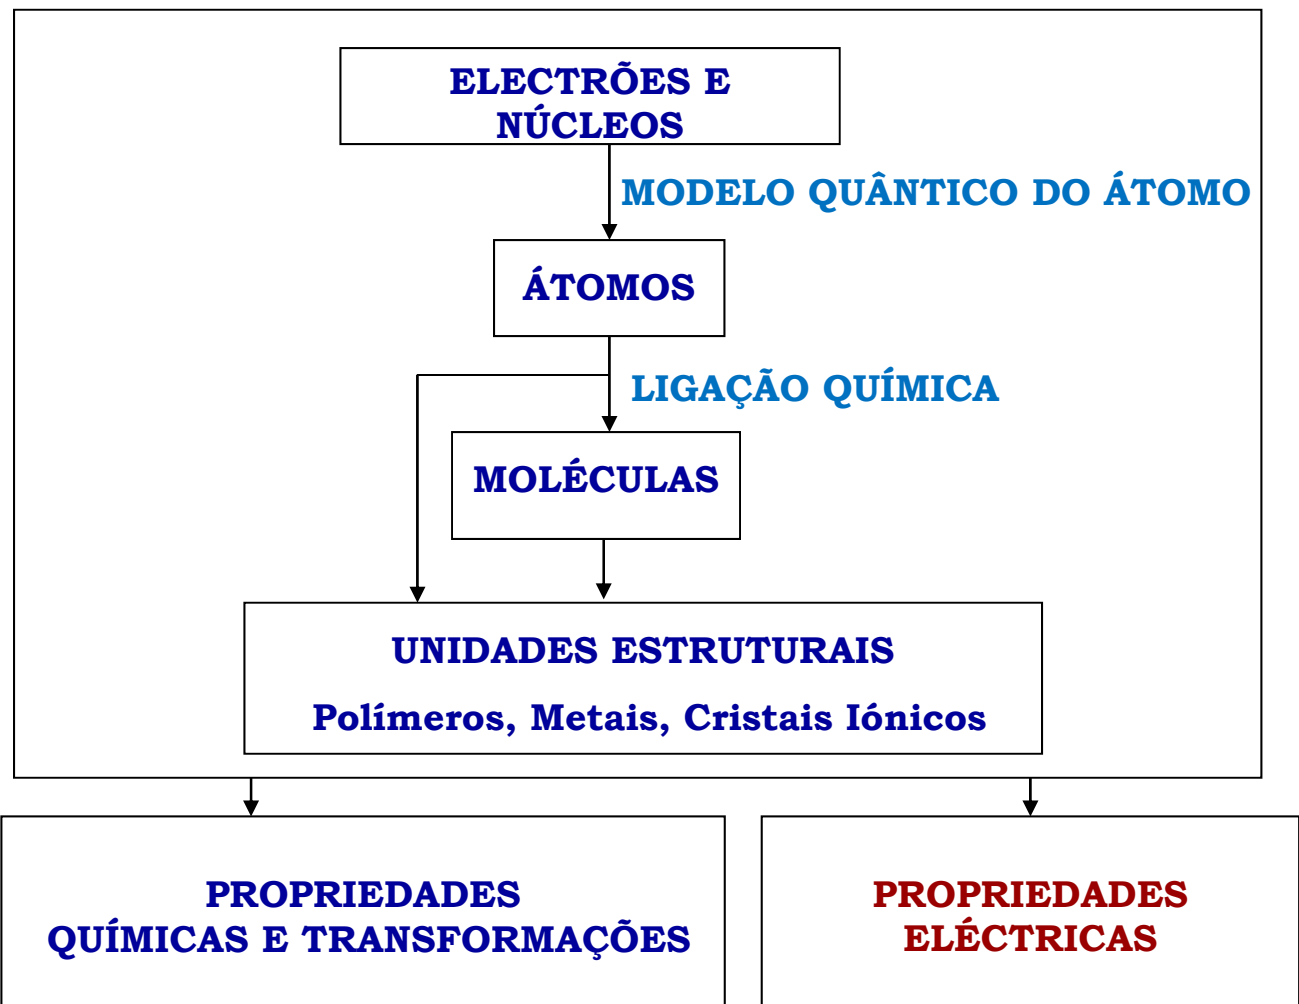 ELECTRÕES E
NÚCLEOS
MODELO QUÂNTICO DO ÁTOMO
ÁTOMOS
LIGAÇÃO QUÍMICA
MOLÉCULAS
UNIDADES ESTRUTURAIS
Polímeros, Metais, Cristais Iónicos
PROPRIEDADES
QUÍMICAS E TRANSFORMAÇÕES
PROPRIEDADES
ELÉCTRICAS